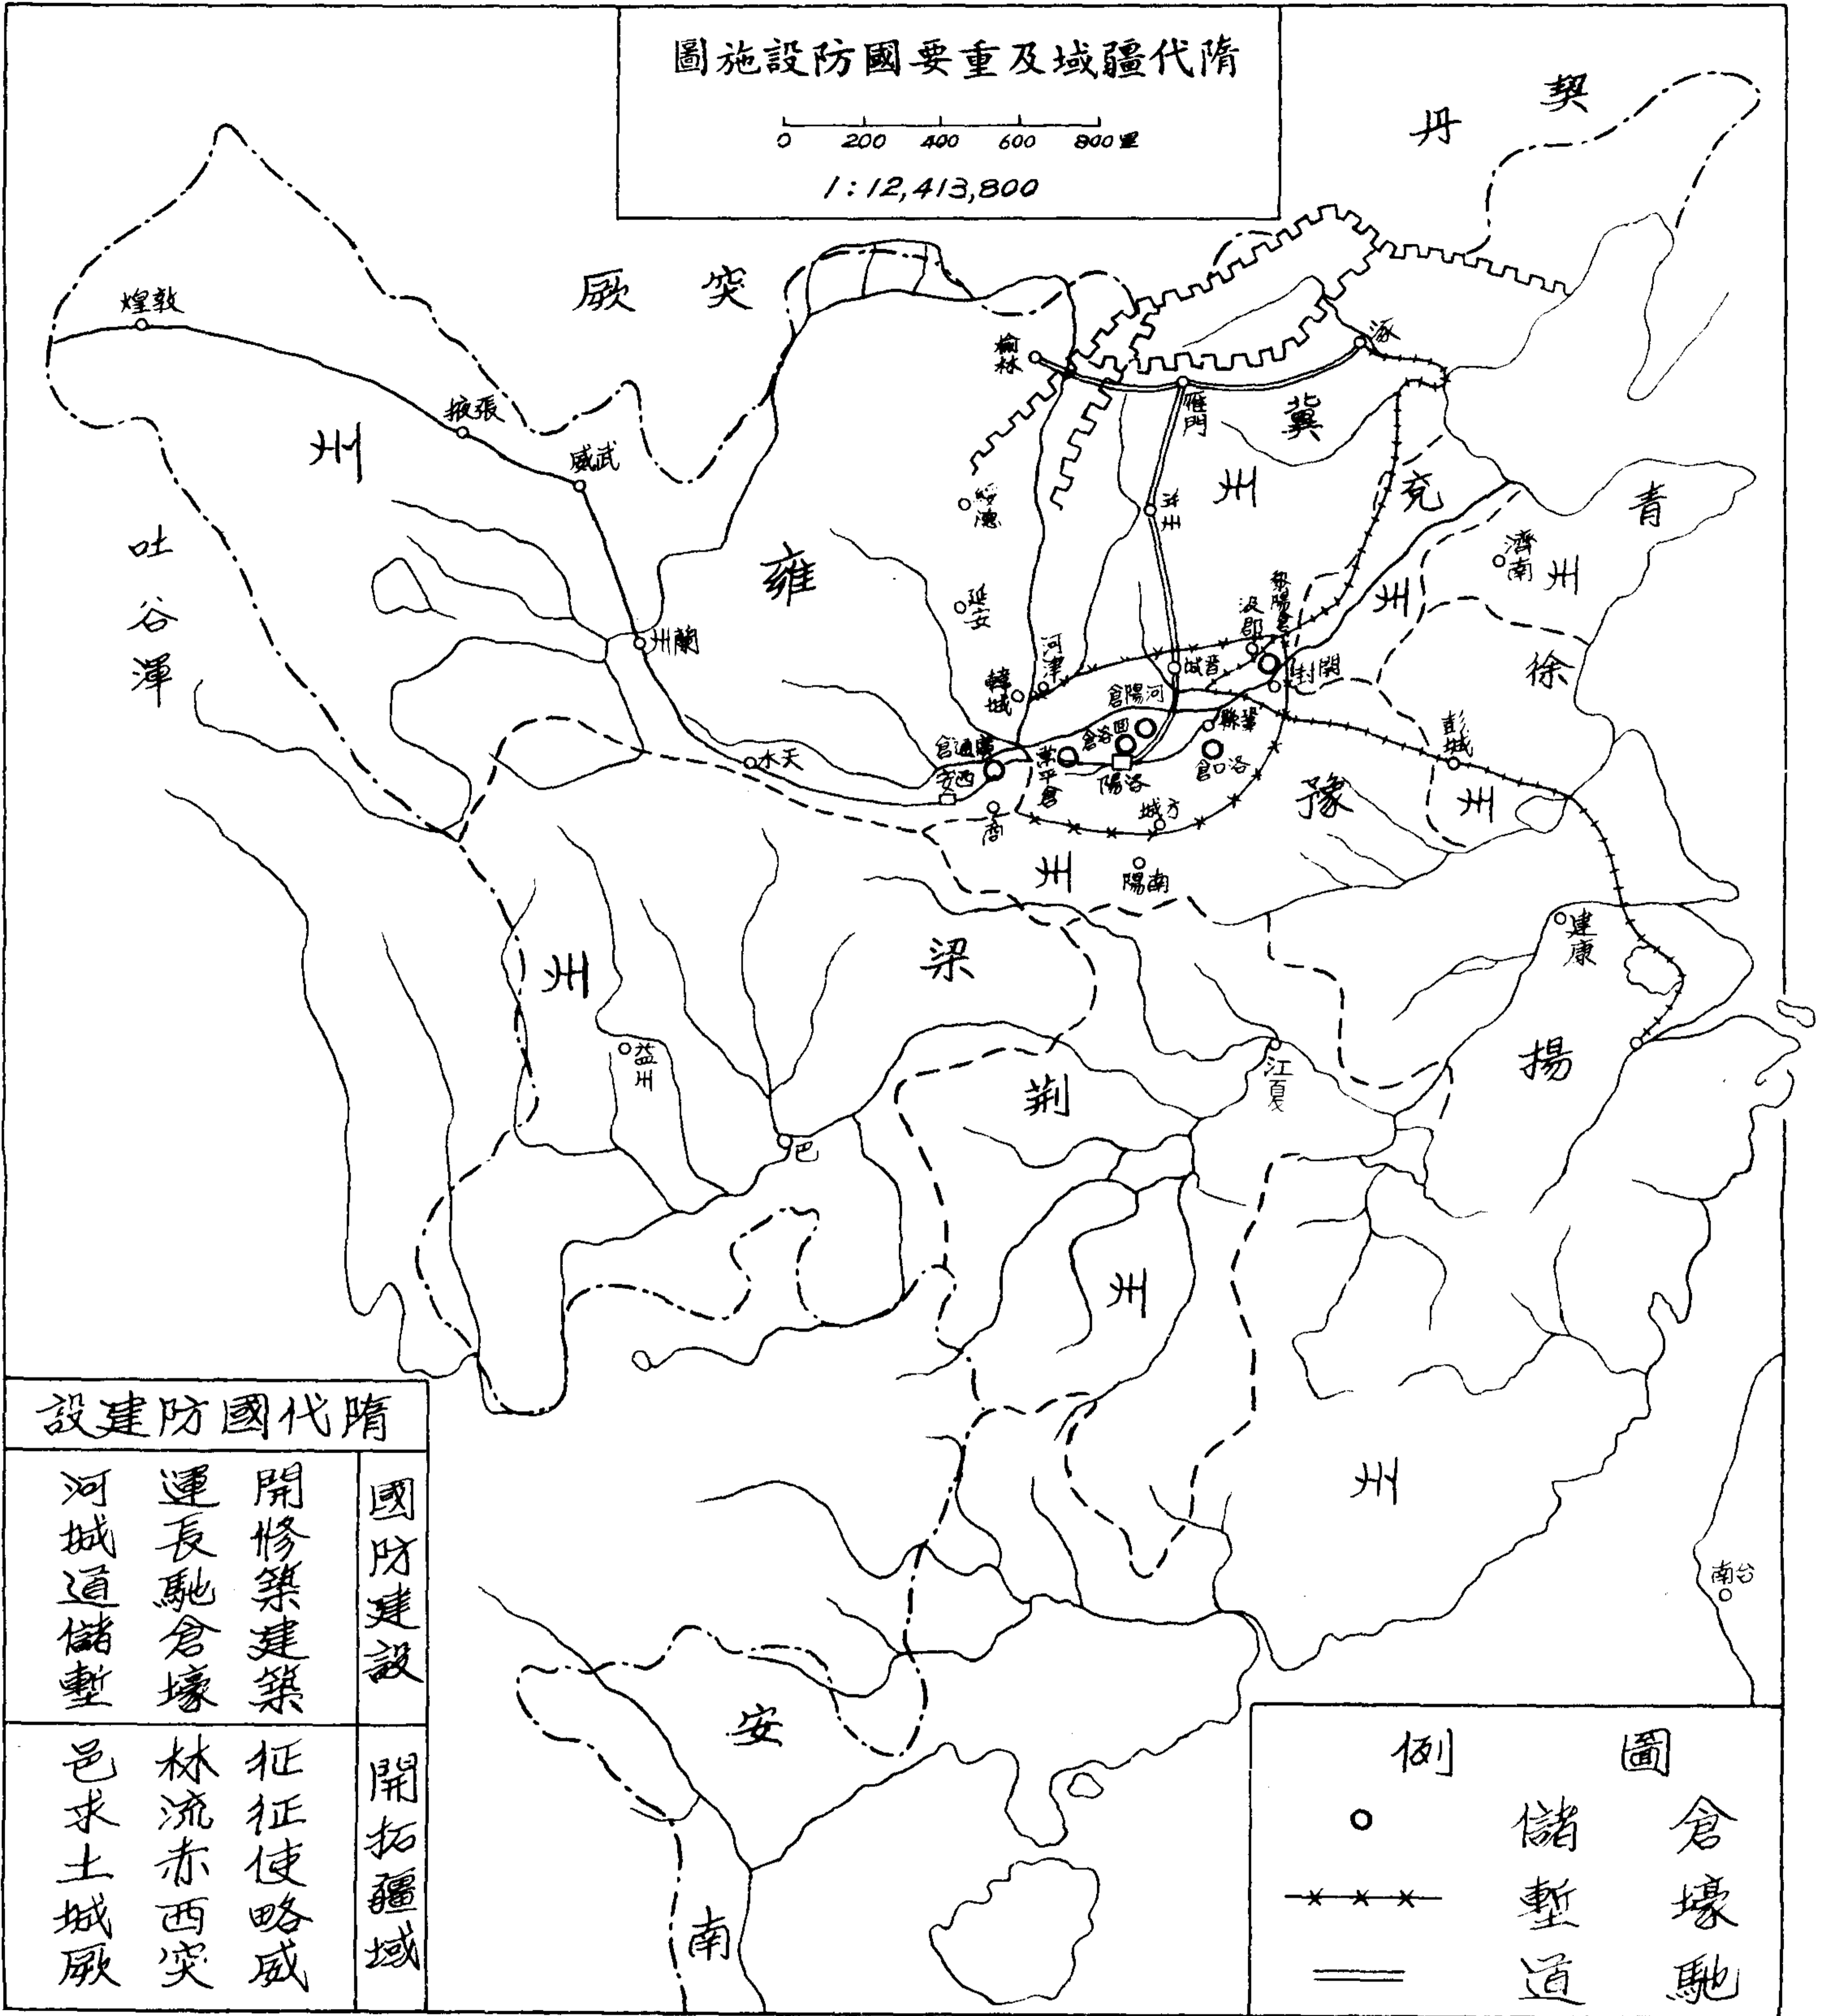 隋代疆域及重要國防設施圖
0 200 400 600 800里
1:12,413,800
契丹
突厥
敦煌
張掖
武威
州
吐谷渾
蘭州
雍
榆林
雁門
涿
冀
州
綏德
并州
延安
兗
州
青
州
濟南
徐
州
黎陽倉
汲郡
開封
河津
韓城
晉城
河陽倉
回洛倉
鞏縣
洛口倉
彭城
天水
廣通倉
西安
常平倉
洛陽
商
方城
豫
州
南陽
梁
州
建康
益州
巴
荆
州
江夏
揚
州
台南
安南
隋代國防建設
國防建設
開運河
修長城
築馳道
建倉儲
築壕塹
開拓疆域
征林邑
征流求
使赤土
略西城
威突厥
圖例
倉儲
壕塹
馳道